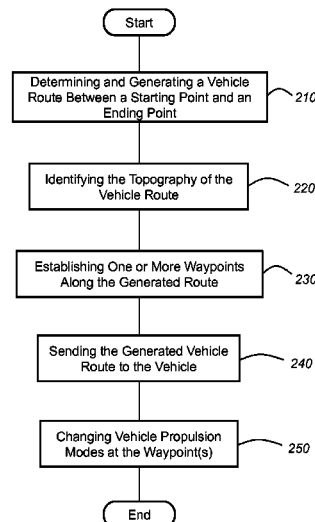 Start
Determining and Generating a Vehicle
Route Between a Starting Point and an
Ending Point
210
Identifying the Topography of the
Vehicle Route
220
Establishing One or More Waypoints
Along the Generated Route
230
Sending the Generated Vehicle
Route to the Vehicle
240
Changing Vehicle Propulsion
Modes at the Waypoint(s)
250
End